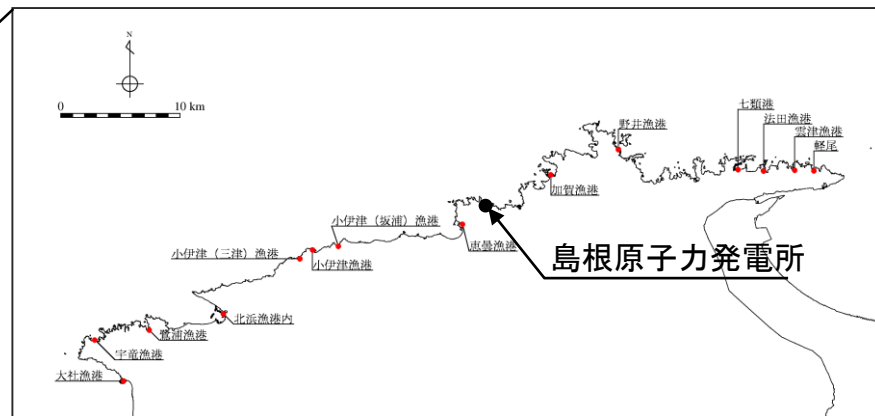 N
0
10 km
七類港
法田漁港
野井漁港
雲津漁港
軽尾
加賀漁港
小伊津（坂浦）漁港
恵曇漁港
小伊津（三津）漁港
小伊津漁港
島根原子力発電所
北浜漁港内
鷺浦漁港
宇竜漁港
大社漁港